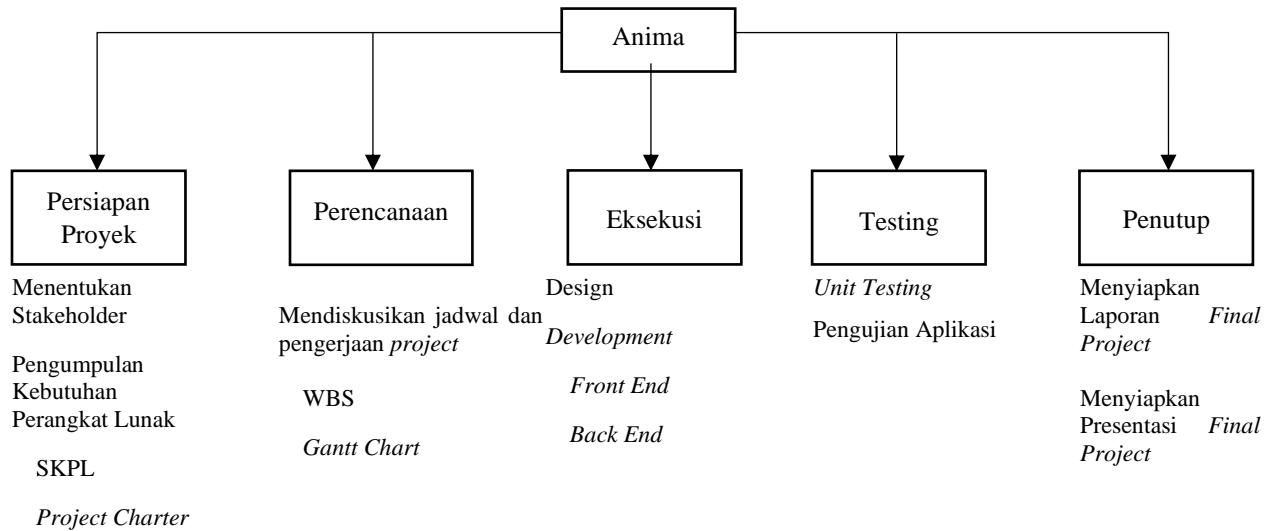 Anima
Persiapan
Proyek
Perencanaan
Eksekusi
Testing
Penutup
Menentukan
Stakeholder
Pengumpulan
Kebutuhan
Perangkat Lunak
SKPL
Project Charter
Mendiskusikan jadwal dan
pengerjaan project
WBS
Gantt Chart
Design
Development
Front End
Back End
Unit Testing
Pengujian Aplikasi
Menyiapkan
Laporan Final
Project
Menyiapkan
Presentasi Final
Project